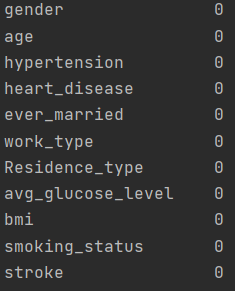 gender 0
age 0
hypertension 0
heart_disease 0
ever_married 0
work_type 0
Residence_type 0
avg_glucose_level 0
bmi 0
smoking_status 0
stroke 0